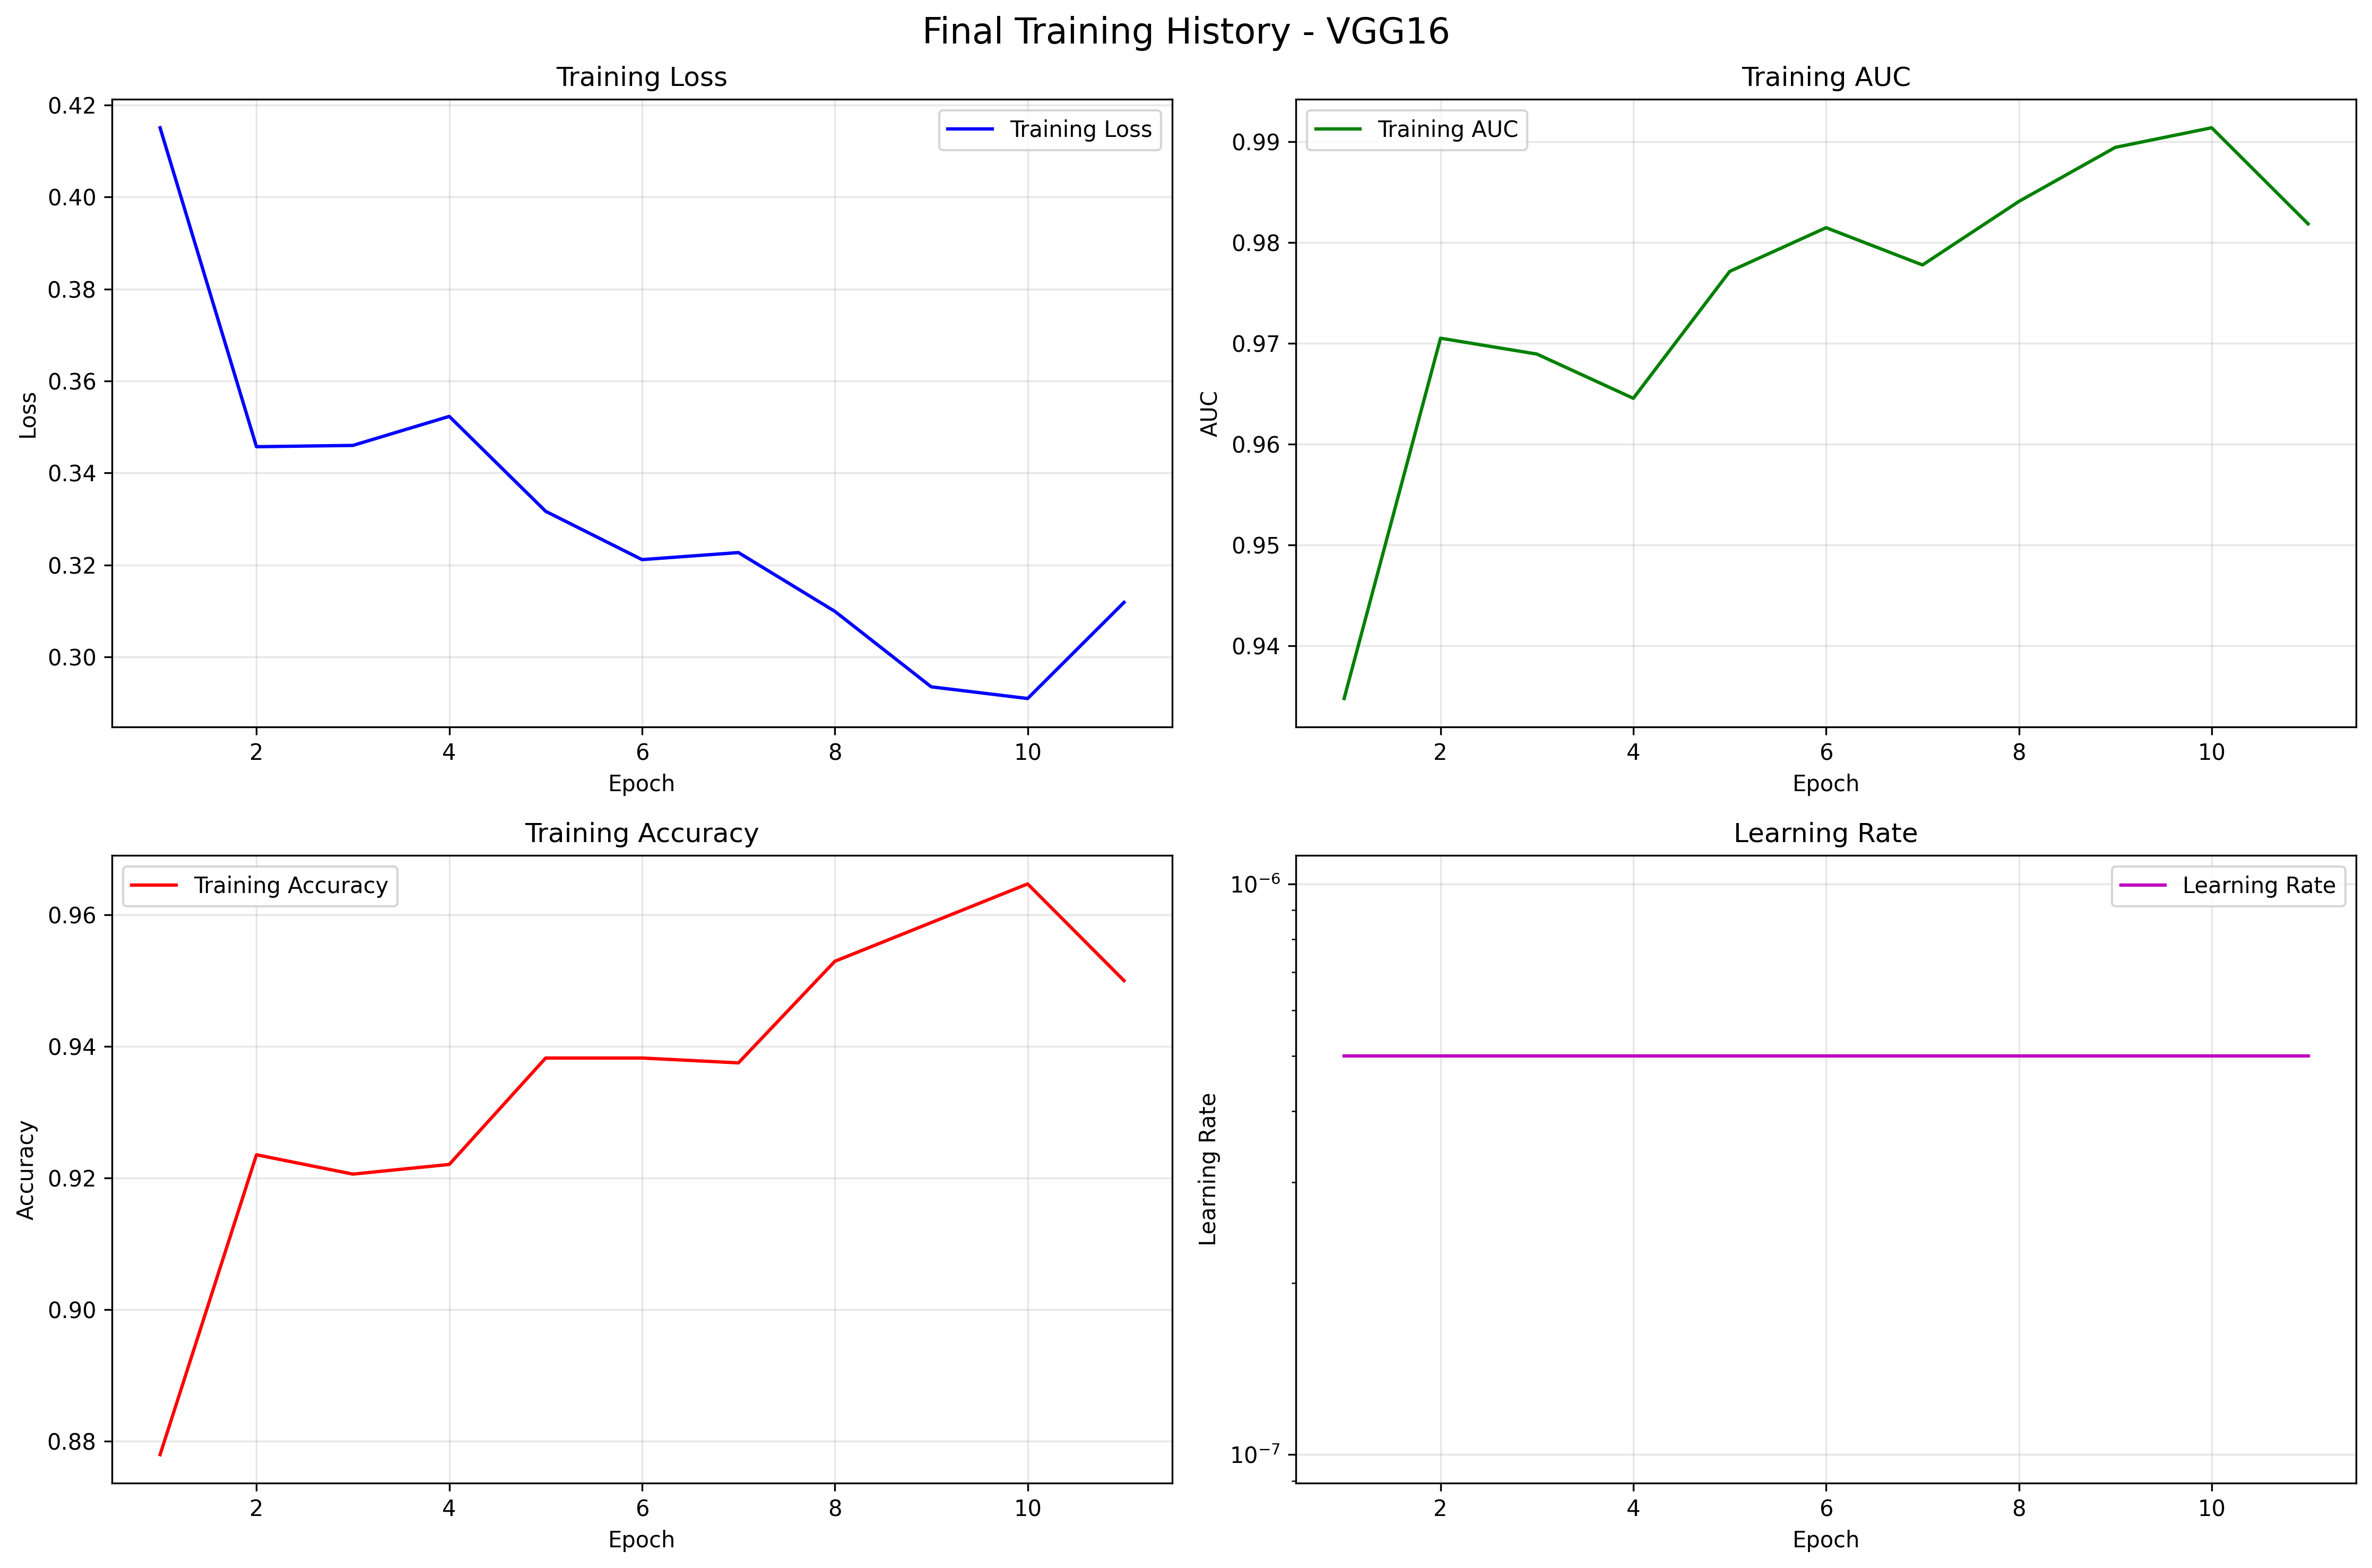 Final Training History - VGG16
Training Loss
Training Loss
0.42
0.40
0.38
0.36
0.34
0.32
0.30
Loss
2 4 6 8 10
Epoch
Training AUC
Training AUC
0.99
0.98
0.97
0.96
0.95
0.94
AUC
2 4 6 8 10
Epoch
Training Accuracy
Training Accuracy
0.96
0.94
0.92
0.90
0.88
Accuracy
2 4 6 8 10
Epoch
Learning Rate
Learning Rate
10⁻⁶
10⁻⁷
Learning Rate
2 4 6 8 10
Epoch